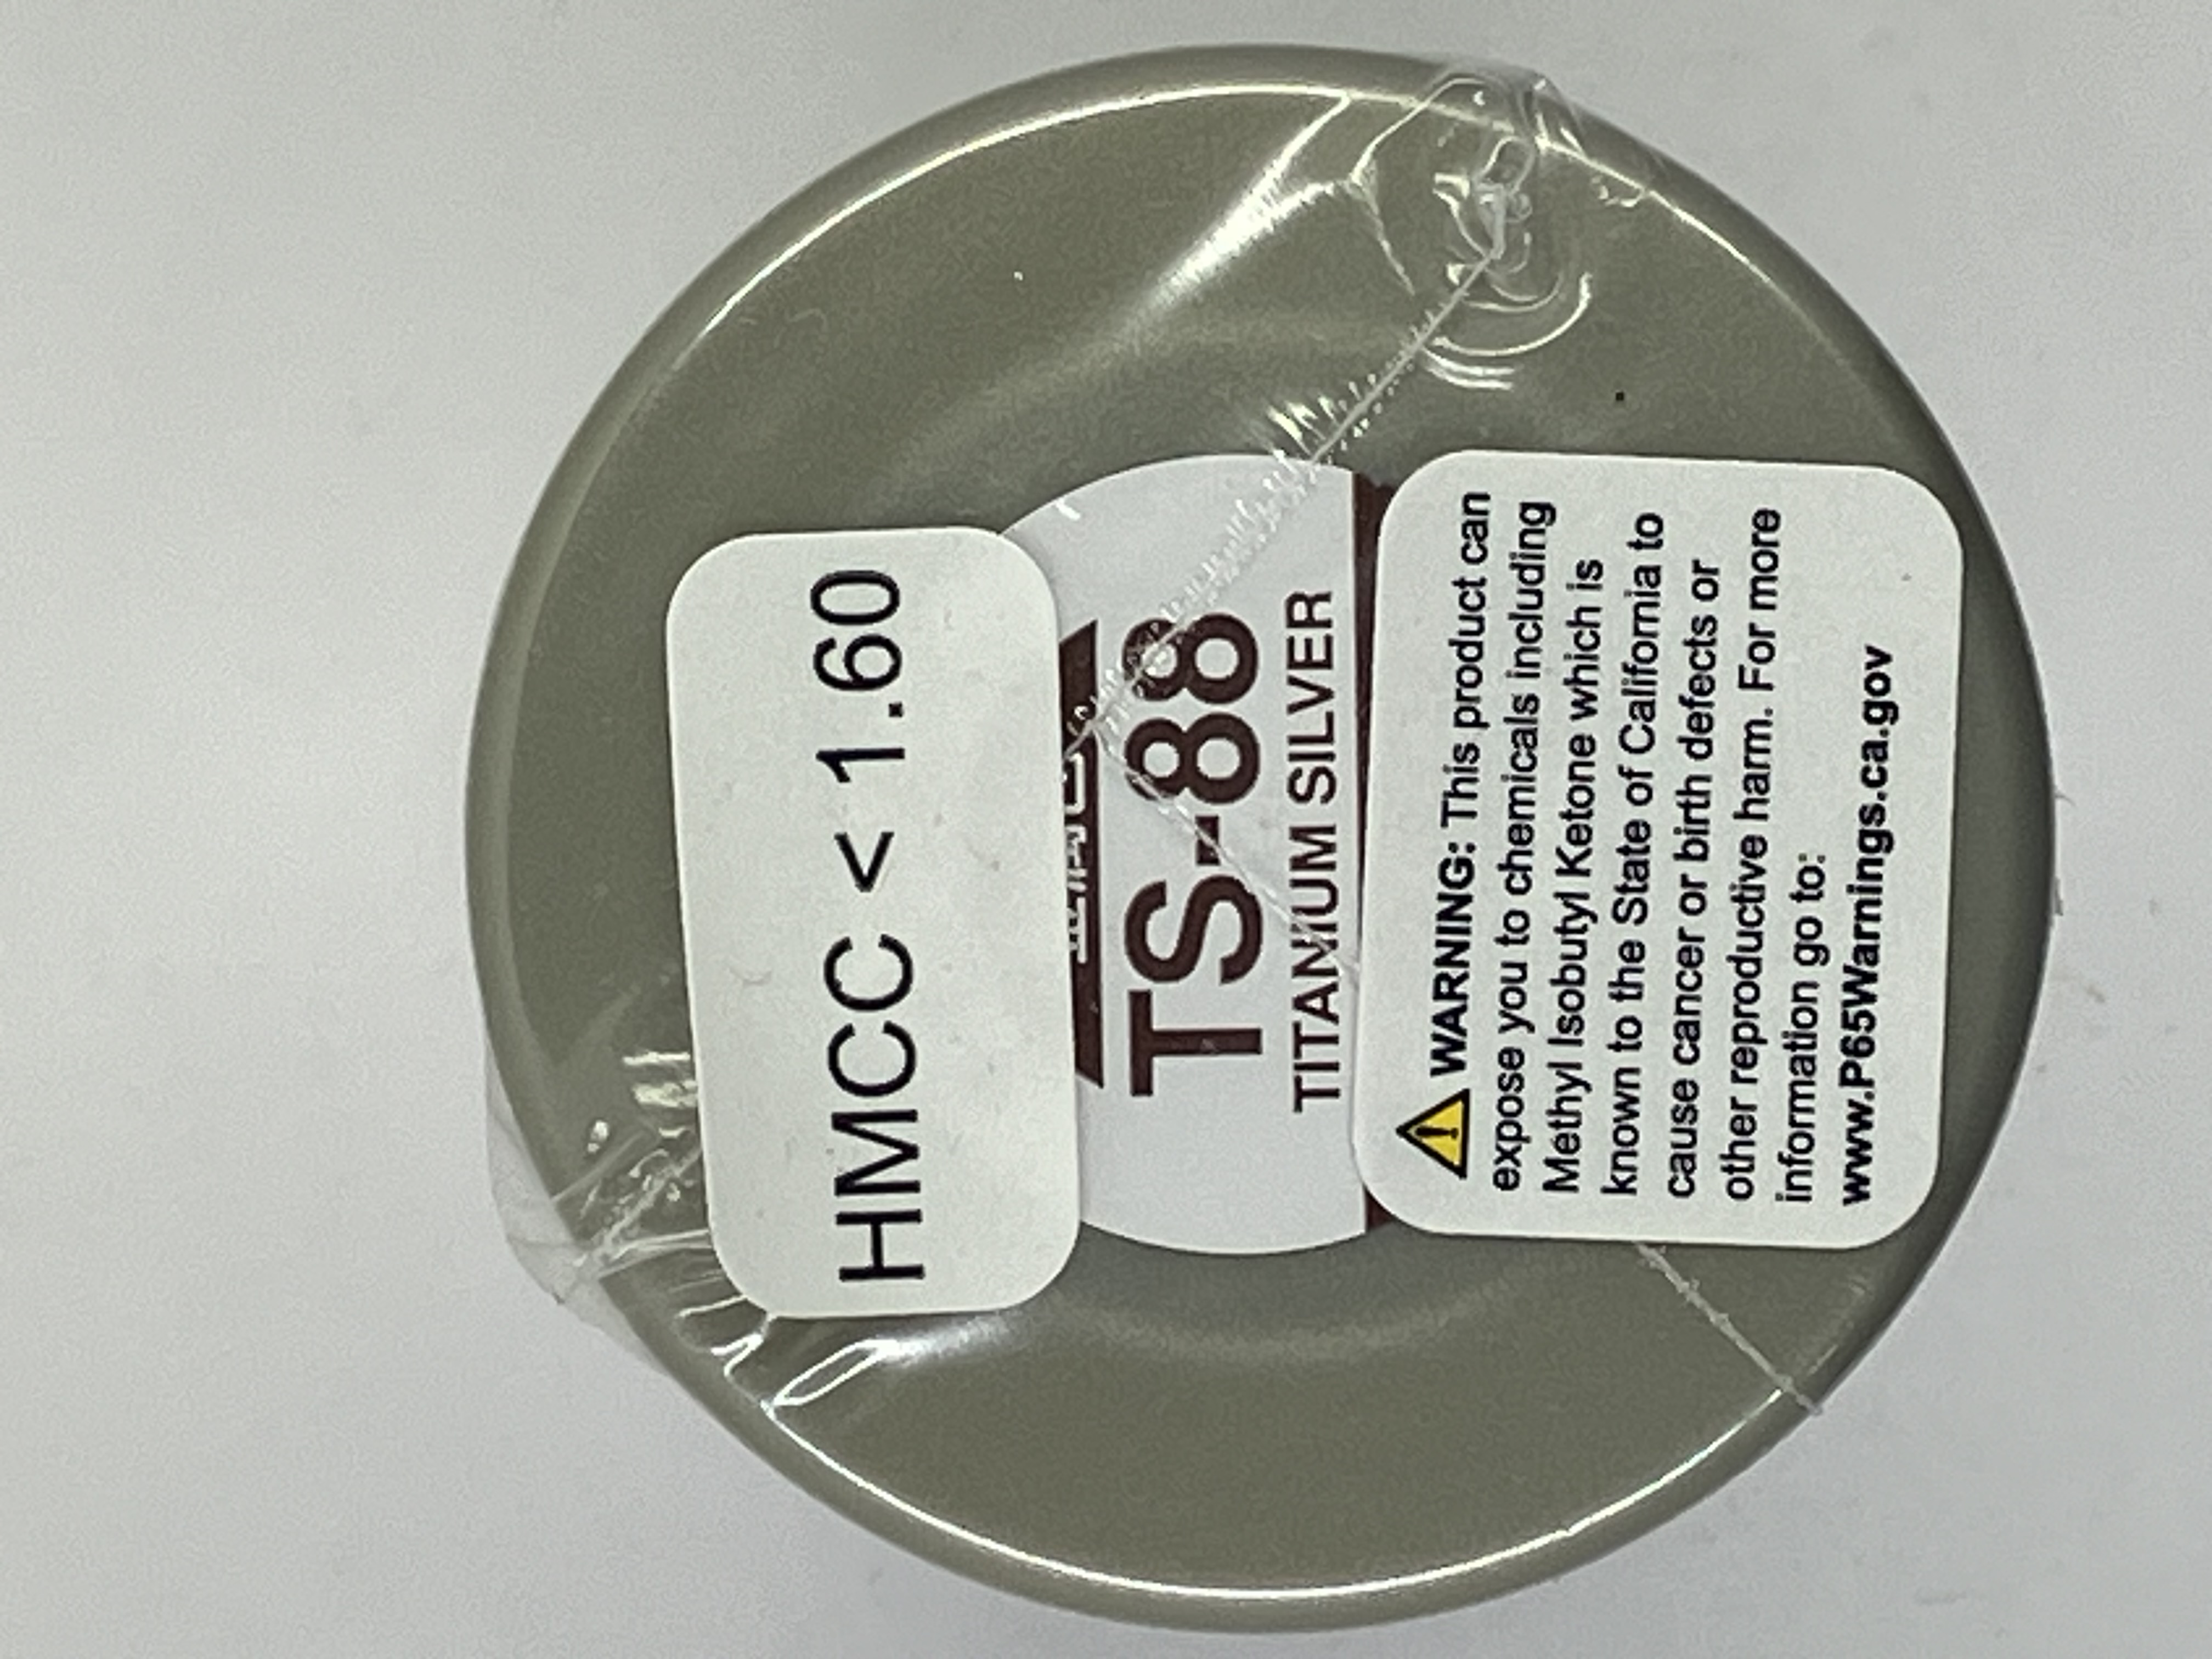 HMCC < 1.60
TS-88
TITANIUM SILVER
WARNING: This product can
expose you to chemicals including
Methyl Isobutyl Ketone which is
known to the State of California to
cause cancer or birth defects or
other reproductive harm. For more
information go to:
www.P65Warnings.ca.gov